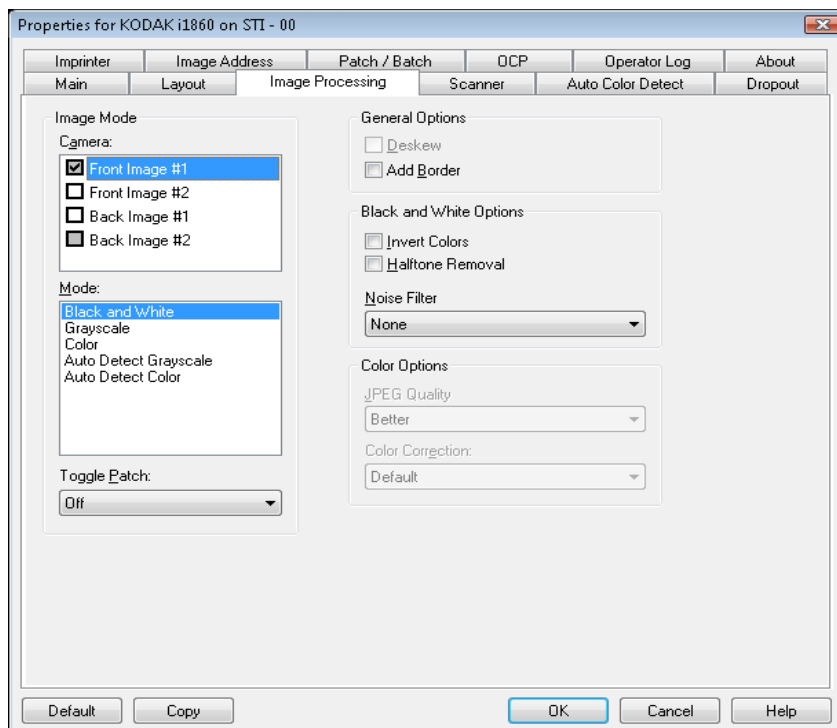 Properties for KODAK i1860 on STI - 00
Imprinter Image Address Patch / Batch OCP Operator Log About
Main Layout Image Processing Scanner Auto Color Detect Dropout
Image Mode
Camera:
Front Image #1
Front Image #2
Back Image #1
Back Image #2
Mode:
Black and White
Grayscale
Color
Auto Detect Grayscale
Auto Detect Color
Toggle Patch:
Off
General Options
Deskew
Add Border
Black and White Options
Invert Colors
Halftone Removal
Noise Filter
None
Color Options
JPEG Quality
Better
Color Correction:
Default
Default Copy OK Cancel Help